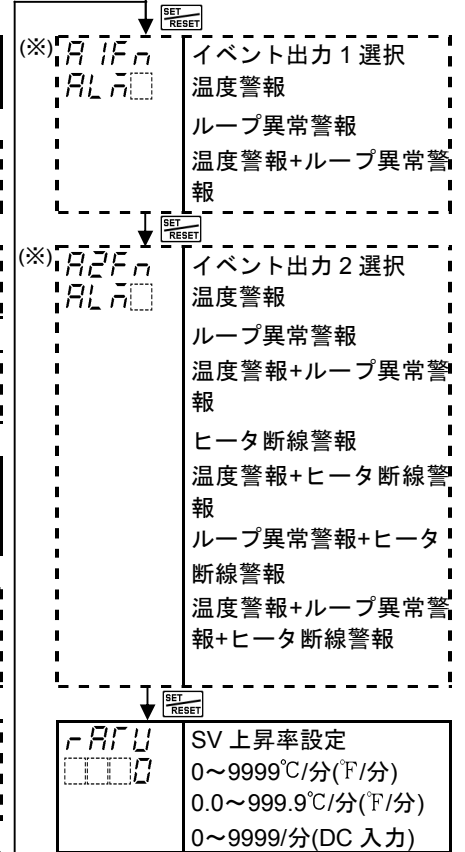 SET
RESET
(※)
A1Fn
ALM□
イベント出力 1 選択
温度警報
ループ異常警報
温度警報+ループ異常警
報
SET
RESET
(※)
A2Fn
ALM□
イベント出力 2 選択
温度警報
ループ異常警報
温度警報+ループ異常警
報
ヒータ断線警報
温度警報+ヒータ断線警
報
ループ異常警報+ヒータ
断線警報
温度警報+ループ異常警
報+ヒータ断線警報
SET
RESET
rATU
□□□0
SV 上昇率設定
0～9999℃/分(℉/分)
0.0～999.9℃/分(℉/分)
0～9999/分(DC 入力)